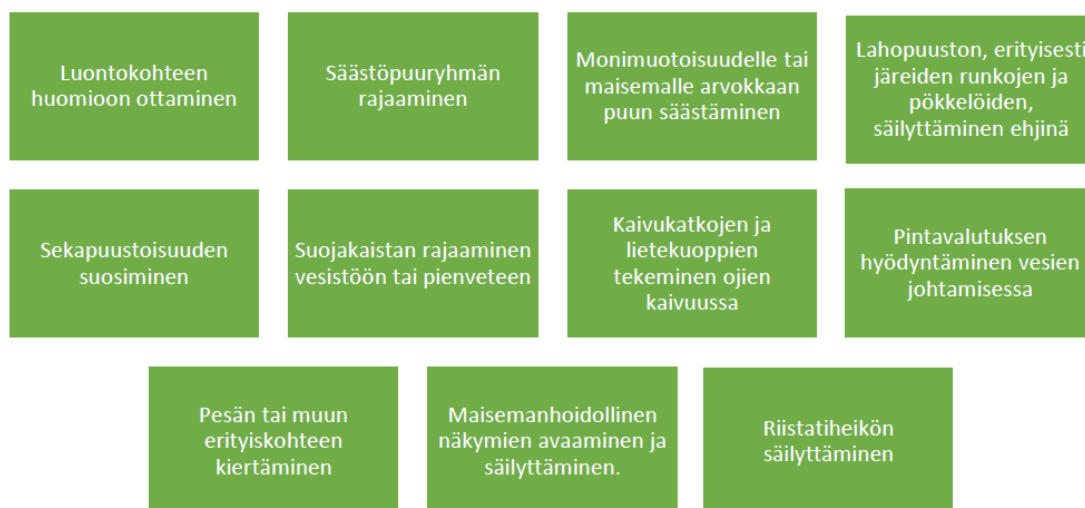 Luontokohteen
huomioon ottaminen
Säästöpuuryhmän
rajaaminen
Monimuotoisuudelle tai
maisemalle arvokkaan
puun säästäminen
Lahopuuston, erityisesti
järeiden runkojen ja
pökkelöiden,
säilyttäminen ehjinä
Sekapuustoisuuden
suosiminen
Suojakaistan rajaaminen
vesistöön tai pienveteen
Kaivukatkojen ja
lietekuoppien
tekeminen ojien
kaivuussa
Pintavalutuksen
hyödyntäminen vesien
johtamisessa
Pesän tai muun
erityiskohteen
kiertäminen
Maisemanhoidollinen
näkymien avaaminen ja
säilyttäminen.
Riistatiheikön
säilyttäminen